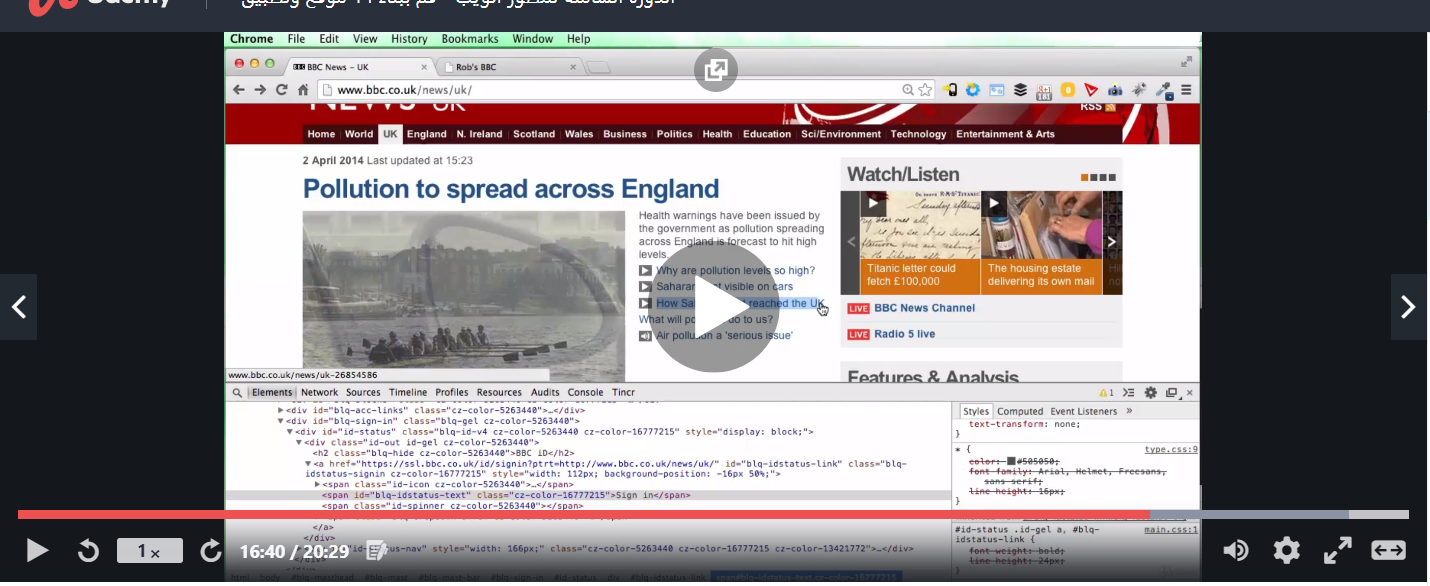 Udemy
Chrome File Edit View History Bookmarks Window Help
BBC News – UK
Rob's BBC
www.bbc.co.uk/news/uk/
NEWS UK
RSS
Home World UK England N. Ireland Scotland Wales Business Politics Health Education Sci/Environment Technology Entertainment & Arts
2 April 2014 Last updated at 15:23
Pollution to spread across England
Health warnings have been issued by
the government as pollution spreading
across England is forecast to hit high
levels.
Why are pollution levels so high?
Saharan visible on cars
How reached the UK
What will do to us?
Air pollution a 'serious issue'
Watch/Listen
Titanic letter could
fetch £100,000
The housing estate
delivering its own mail
LIVE BBC News Channel
LIVE Radio 5 live
Features & Analysis
www.bbc.co.uk/news/uk-26854586
Elements Network Sources Timeline Profiles Resources Audits Console Tincr
1
<div id="blq-acc-links" class="cz-color-5263440">…</div>
<div id="blq-sign-in" class="blq-gel cz-color-5263440">
<div id="id-status" class="blq-id-v4 cz-color-5263440 cz-color-16777215" style="display: block;">
<div class="id-out id-gel cz-color-5263440">
<h2 class="blq-hide cz-color-5263440">BBC iD</h2>
<a href="https://ssl.bbc.co.uk/id/signin?ptrt=http://www.bbc.co.uk/news/uk/" id="blq-idstatus-link" class="blq-
idstatus-signin cz-color-16777215" style="width: 112px; background-position: -16px 50%;">
<span class="id-icon cz-color-5263440">…</span>
<span id="blq-idstatus-text" class="cz-color-16777215">Sign in</span>
<span class="id-spinner cz-color-5263440"></span>
</a>
</div>
-nav" style="width: 166px;" class="cz-color-5263440 cz-color-16777215 cz-color-13421772">…</div>
Styles Computed Event Listeners »
text-transform: none;
}
* { type.css:9
color: #505050;
font-family: Arial, Helmet, Freesans,
sans-serif;
line-height: 16px;
}
#id-status .id-gel a, #blq- main.css:1
idstatus-link {
font-weight: bold;
line-height: 24px;
1 x
16:40 / 20:29